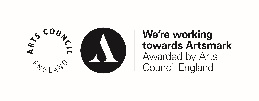 ARTS COUNCIL
ENGLAND
A
We're working
towards Artsmark
Awarded by Arts
Council England